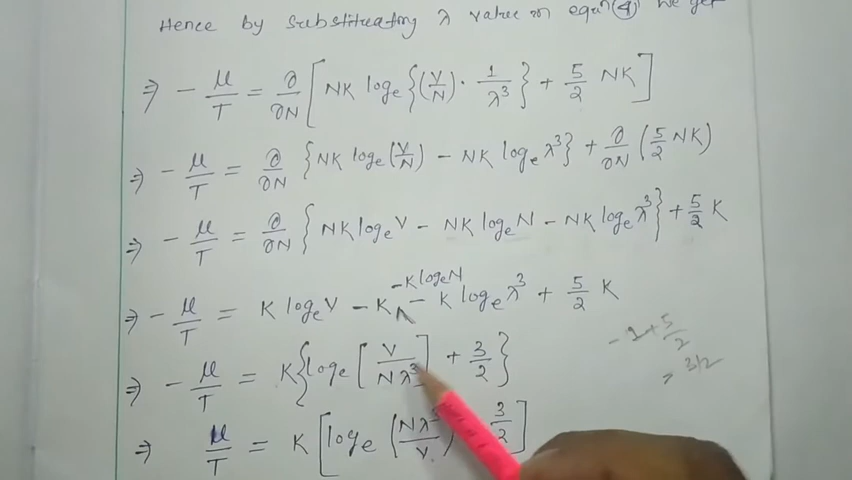 Hence by substituating λ value in equⁿ ④ we get
⇒ - μ/T = ∂/∂N [ NK logₑ { (V/N) · 1/λ³ } + 5/2 NK ]
⇒ - μ/T = ∂/∂N { NK logₑ (V/N) - NK logₑ λ³ } + ∂/∂N (5/2 NK)
⇒ - μ/T = ∂/∂N { NK logₑ V - NK logₑ N - NK logₑ λ³ } + 5/2 K
⇒ - μ/T = K logₑ V - K - K logₑ N - K logₑ λ³ + 5/2 K
- 1 + 5/2
= 3/2
⇒ - μ/T = K { logₑ [ V/Nλ³ ] + 3/2 }
⇒ μ/T = K [ logₑ ( Nλ³/V ) 3/2 ]